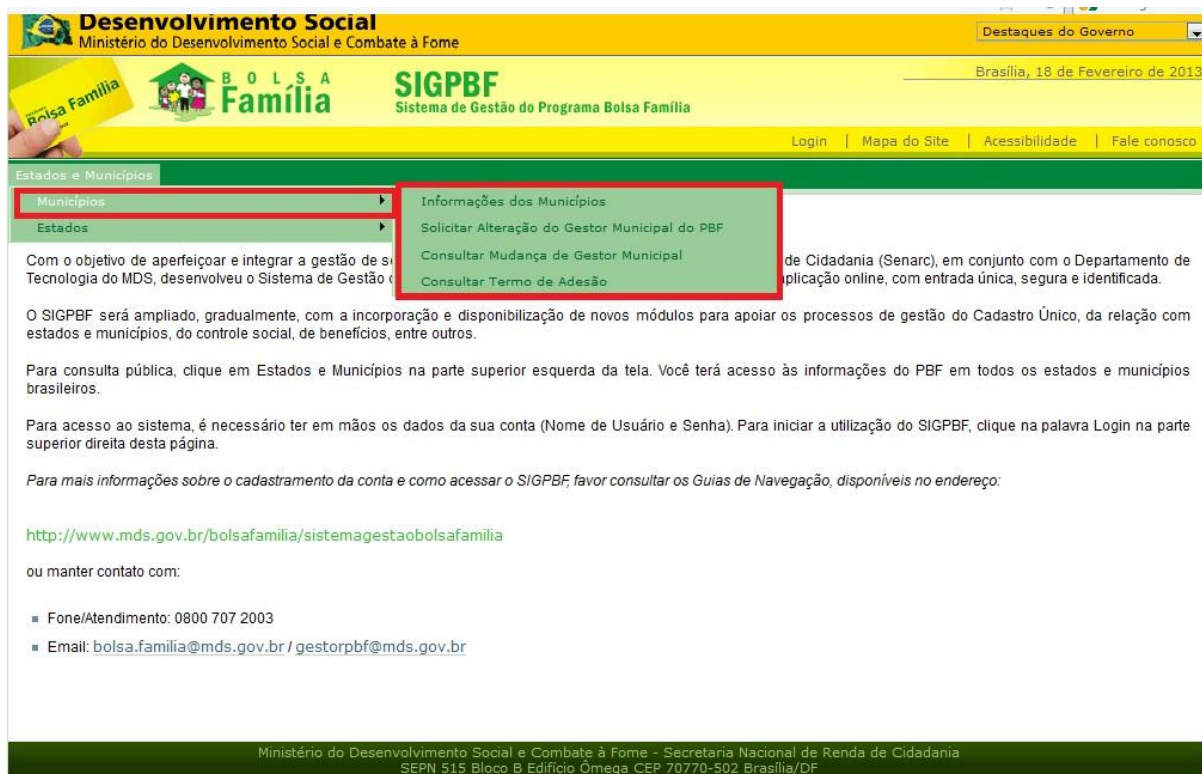 Desenvolvimento Social
Ministério do Desenvolvimento Social e Combate à Fome
Destaques do Governo
Bolsa Família
BOLSA
Família
SIGPBF
Sistema de Gestão do Programa Bolsa Família
Brasília, 18 de Fevereiro de 2013
Login | Mapa do Site | Acessibilidade | Fale conosco
Estados e Municípios
Municípios
Estados
Informações dos Municípios
Solicitar Alteração do Gestor Municipal do PBF
Consultar Mudança de Gestor Municipal
Consultar Termo de Adesão
Com o objetivo de aperfeiçoar e integrar a gestão de de Cidadania (Senarc), em conjunto com o Departamento de
Tecnologia do MDS, desenvolveu o Sistema de Gestão aplicação online, com entrada única, segura e identificada.
O SIGPBF será ampliado, gradualmente, com a incorporação e disponibilização de novos módulos para apoiar os processos de gestão do Cadastro Único, da relação com
estados e municípios, do controle social, de benefícios, entre outros.
Para consulta pública, clique em Estados e Municípios na parte superior esquerda da tela. Você terá acesso às informações do PBF em todos os estados e municípios
brasileiros.
Para acesso ao sistema, é necessário ter em mãos os dados da sua conta (Nome de Usuário e Senha). Para iniciar a utilização do SIGPBF, clique na palavra Login na parte
superior direita desta página.
Para mais informações sobre o cadastramento da conta e como acessar o SIGPBF, favor consultar os Guias de Navegação, disponíveis no endereço:
http://www.mds.gov.br/bolsafamilia/sistemagestaobolsafamilia
ou manter contato com:
Fone/Atendimento: 0800 707 2003
Email: bolsa.familia@mds.gov.br / gestorpbf@mds.gov.br
Ministério do Desenvolvimento Social e Combate à Fome - Secretaria Nacional de Renda de Cidadania
SEPN 515 Bloco B Edifício Ômega CEP 70770-502 Brasília/DF